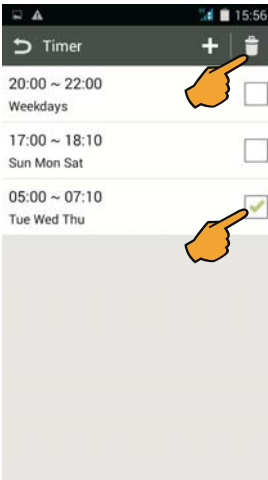 15:56
Timer
20:00 ~ 22:00
Weekdays
17:00 ~ 18:10
Sun Mon Sat
05:00 ~ 07:10
Tue Wed Thu